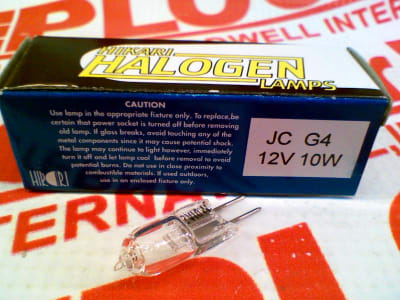 HIKARI
HALOGEN
LAMPS
CAUTION
Use lamp in the appropriate fixture only. To replace,be
certain that power socket is turned off before removing
old lamp. If glass breaks, avoid touching any of the
metal components since it may cause potential shock.
The lamp may continue to light however, immediately
turn it off and let lamp cool before removal to avoid
potential burns. Do not use in close proximity to
combustible materials. If used outdoors,
use in an enclosed fixture only.
JC G4
12V 10W
HIKARI